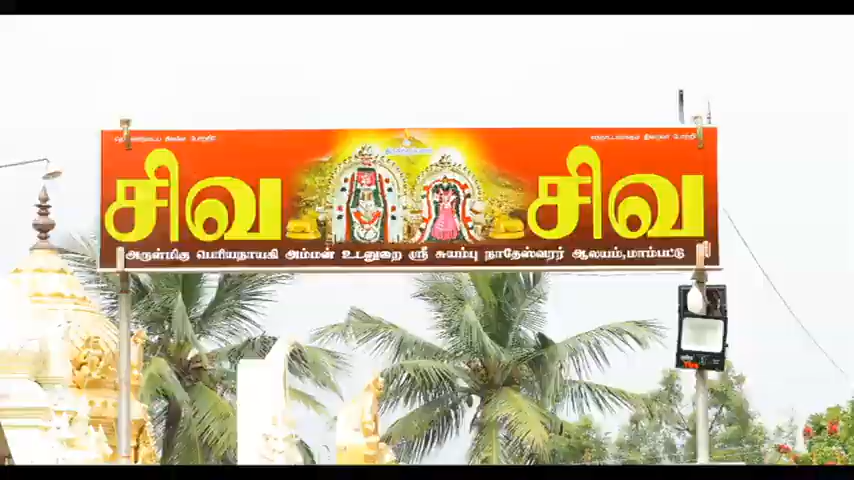 சிவ சிவ
அருள்மிகு பெரியநாயகி அம்மன் உடனுறை ஸ்ரீ சுயம்பு நாதேஸ்வரர் ஆலயம்,மாம்பட்டு